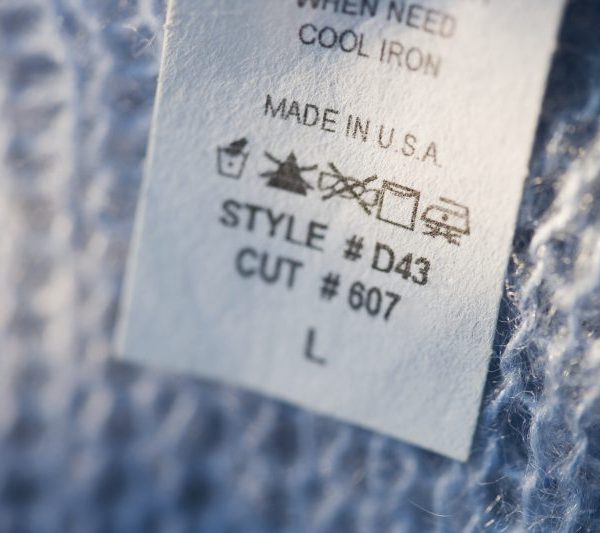 WHEN NEED
COOL IRON
MADE IN U.S.A.
STYLE # D43
CUT # 607
L